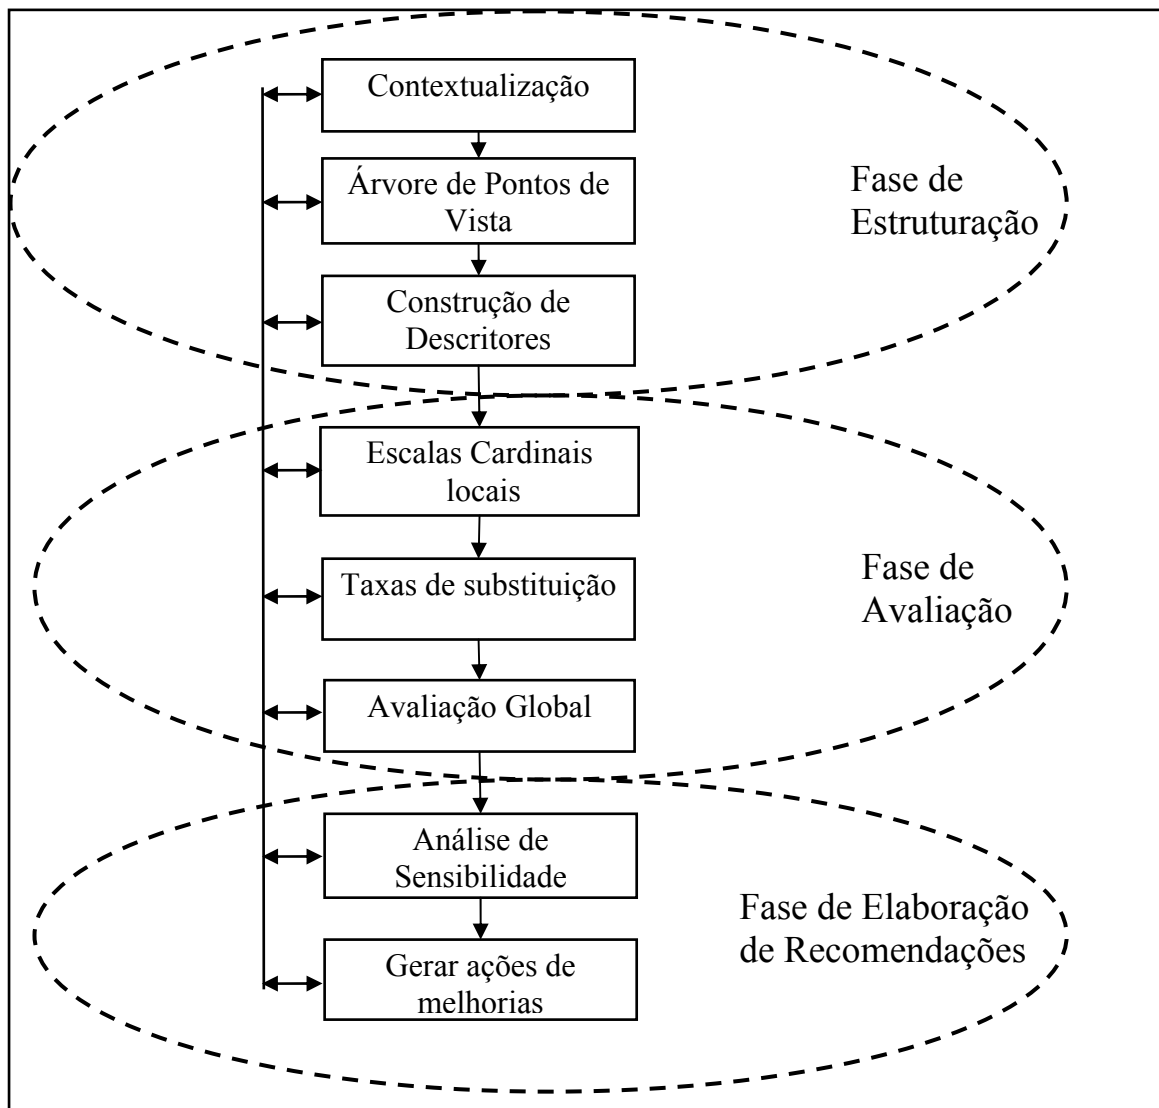 Contextualização
Árvore de Pontos de
Vista
Fase de
Estruturação
Construção de
Descritores
Escalas Cardinais
locais
Taxas de substituição
Fase de
Avaliação
Avaliação Global
Análise de
Sensibilidade
Fase de Elaboração
de Recomendações
Gerar ações de
melhorias